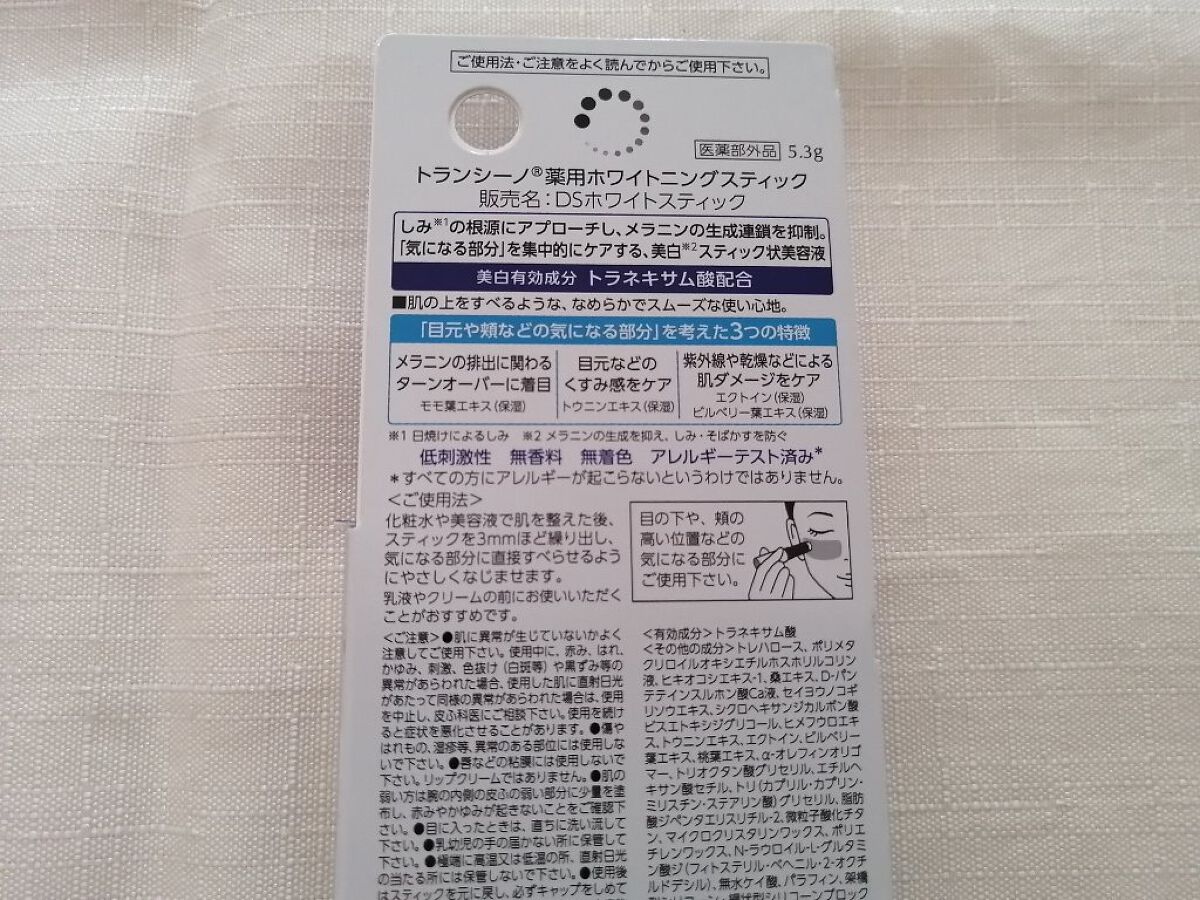 ご使用法・ご注意をよく読んでからご使用下さい。
医薬部外品 5.3g
トランシーノ®薬用ホワイトニングスティック
販売名：DSホワイトスティック
しみ※1の根源にアプローチし、メラニンの生成連鎖を抑制。
「気になる部分」を集中的にケアする、美白※2スティック状美容液
美白有効成分 トラネキサム酸配合
■肌の上をすべるような、なめらかでスムーズな使い心地。
「目元や頬などの気になる部分」を考えた3つの特徴
メラニンの排出に関わる
ターンオーバーに着目
モモ葉エキス（保湿）
目元などの
くすみ感をケア
トウニンエキス（保湿）
紫外線や乾燥などによる
肌ダメージをケア
エクトイン（保湿）
ビルベリー葉エキス（保湿）
※1 日焼けによるしみ ※2 メラニンの生成を抑え、しみ・そばかすを防ぐ
低刺激性 無香料 無着色 アレルギーテスト済み＊
＊すべての方にアレルギーが起こらないというわけではありません。
＜ご使用法＞
化粧水や美容液で肌を整えた後、
スティックを3mmほど繰り出し、
気になる部分に直接すべらせるよう
にやさしくなじませます。
乳液やクリームの前にお使いいただく
ことがおすすめです。
目の下や、頬の
高い位置などの
気になる部分に
ご使用下さい。
＜ご注意＞●肌に異常が生じていないかよく
注意してご使用下さい。使用中に、赤み、はれ、
かゆみ、刺激、色抜け（白斑等）や黒ずみ等の
異常があらわれた場合、使用した肌に直射日光
があたって同様の異常があらわれた場合は、使用
を中止し、皮ふ科医にご相談下さい。使用を続け
ると症状を悪化させることがあります。●傷や
はれもの、湿疹等、異常のある部位には使用しな
いで下さい。●唇などの粘膜には使用しないで
下さい。リップクリームではありません。●肌の
弱い方は腕の内側の皮ふの弱い部分に少量を塗
布し、赤みやかゆみが起きないことをご確認下
さい。●目に入ったときは、直ちに洗い流して
下さい。●乳幼児の手の届かない所に保管して
下さい。●極端に高温又は低温の所、直射日光
の当たる所には保管しないで下さい。●使用後
はスティックを元に戻し、必ずキャップをしめて
＜有効成分＞トラネキサム酸
＜その他の成分＞トレハロース、ポリメタ
クリロイルオキシエチルホスホリルコリン
液、ヒキオコシエキス-1、桑エキス、D-パン
テテインスルホン酸Ca液、セイヨウノコギ
リソウエキス、シクロヘキサンジカルボン酸
ビスエトキシジグリコール、ヒメフウロエキ
ス、トウニンエキス、エクトイン、ビルベリー
葉エキス、桃葉エキス、α-オレフィンオリゴ
マー、トリオクタン酸グリセリル、エチルヘ
キサン酸セチル、トリ（カプリル・カプリン・
ミリスチン・ステアリン酸）グリセリル、脂肪
酸ジペンタエリスリチル-2、微粒子酸化チタ
ン、マイクロクリスタリンワックス、ポリエ
チレンワックス、N-ラウロイル-L-グルタミ
ン酸ジ（フィトステリル・ベヘニル・2-オクチ
ルドデシル）、無水ケイ酸、パラフィン、架橋